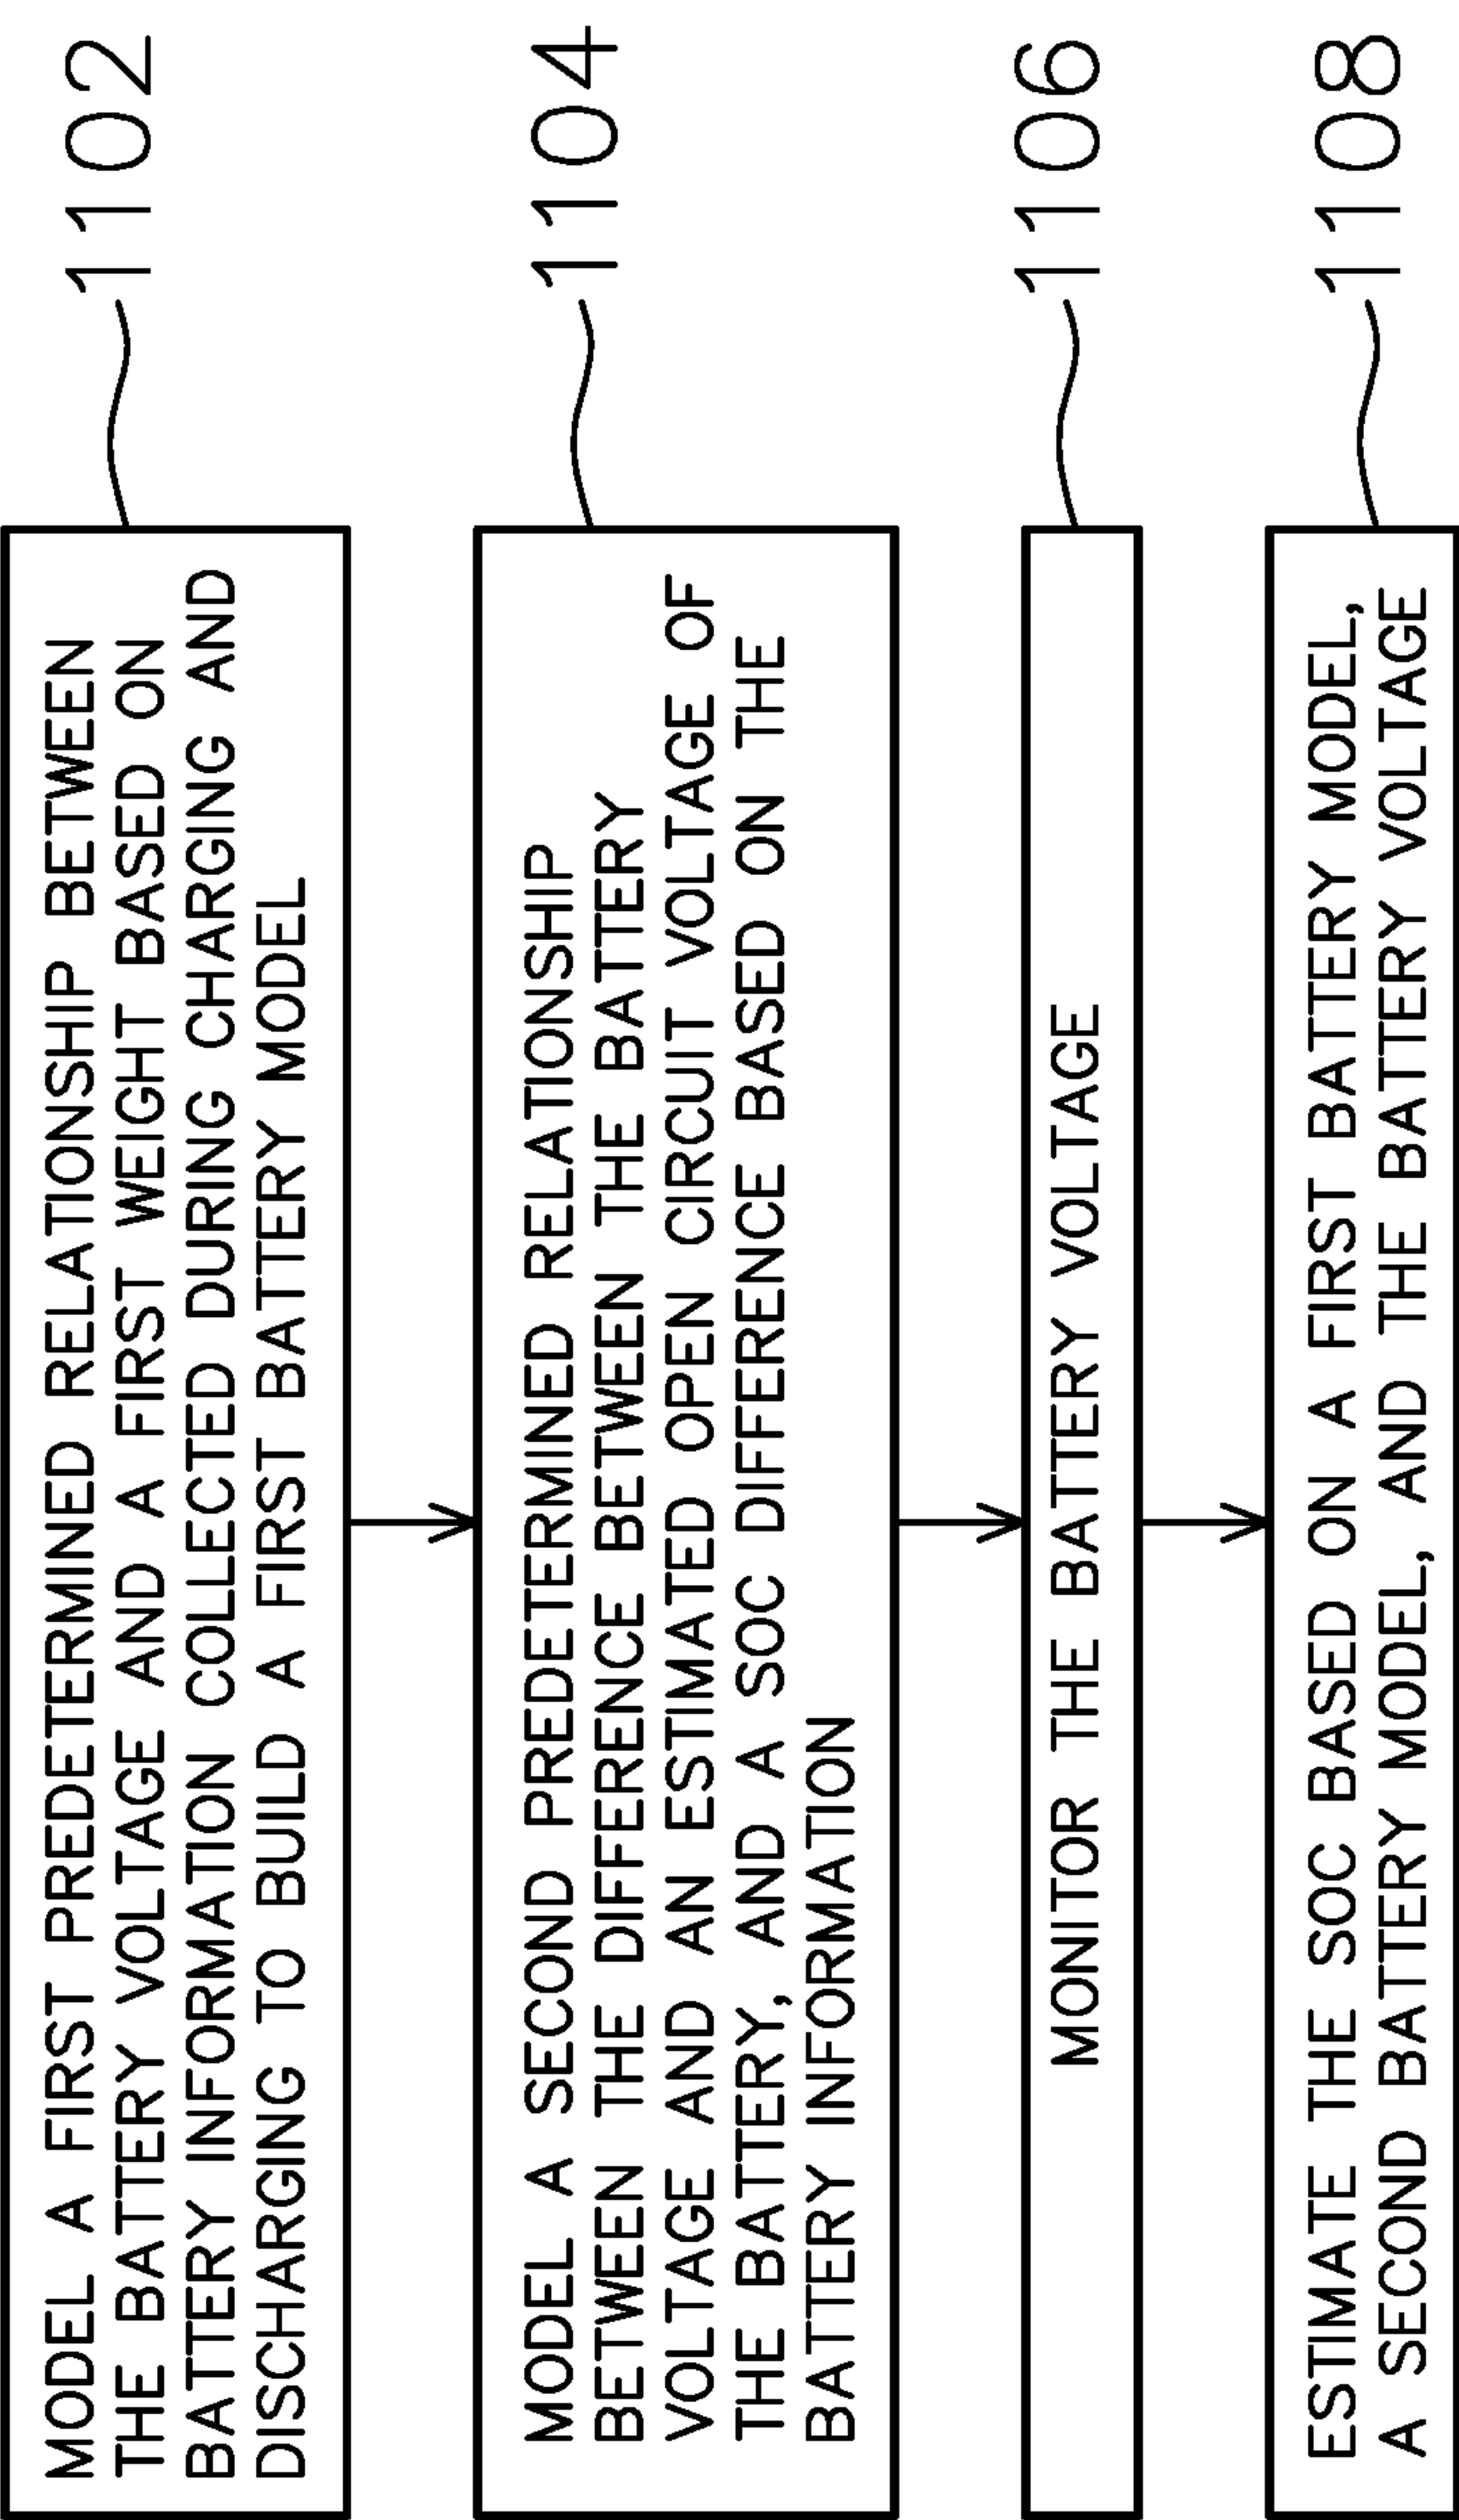 MODEL A FIRST PREDETERMINED RELATIONSHIP BETWEEN
THE BATTERY VOLTAGE AND A FIRST WEIGHT BASED ON
BATTERY INFORMATION COLLECTED DURING CHARGING AND
DISCHARGING TO BUILD A FIRST BATTERY MODEL
1102
MODEL A SECOND PREDETERMINED RELATIONSHIP
BETWEEN THE DIFFERENCE BETWEEN THE BATTERY
VOLTAGE AND AN ESTIMATED OPEN CIRCUIT VOLTAGE OF
THE BATTERY, AND A SOC DIFFERENCE BASED ON THE
BATTERY INFORMATION
1104
MONITOR THE BATTERY VOLTAGE
1106
ESTIMATE THE SOC BASED ON A FIRST BATTERY MODEL,
A SECOND BATTERY MODEL, AND THE BATTERY VOLTAGE
1108